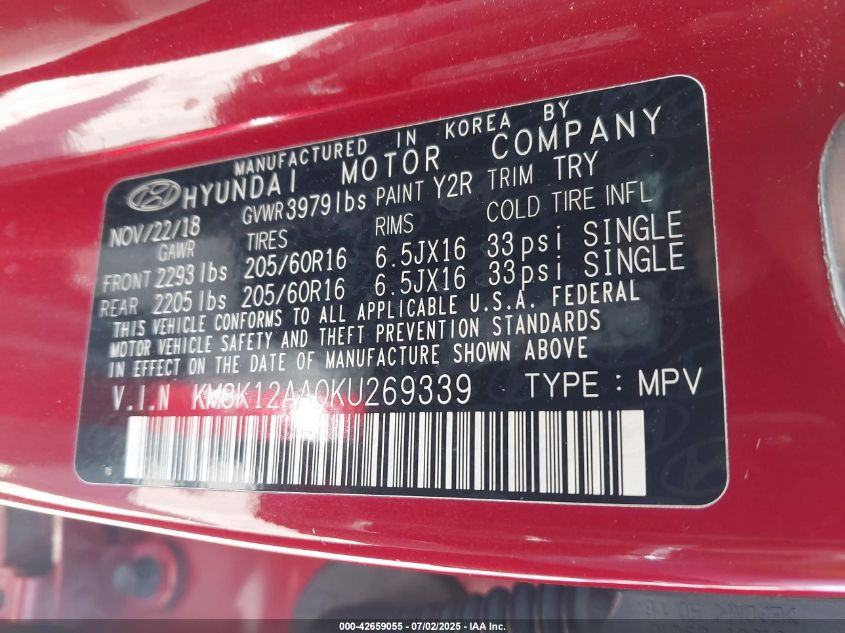 MANUFACTURED IN KOREA BY
HYUNDAI MOTOR COMPANY
NOV/22/18 GVWR 3979 lbs PAINT Y2R TRIM TRY
GAWR TIRES RIMS COLD TIRE INFL
FRONT 2293 lbs 205/60R16 6.5JX16 33 psi SINGLE
REAR 2205 lbs 205/60R16 6.5JX16 33 psi SINGLE
THIS VEHICLE CONFORMS TO ALL APPLICABLE U.S.A. FEDERAL
MOTOR VEHICLE SAFETY AND THEFT PREVENTION STANDARDS
IN EFFECT ON THE DATE OF MANUFACTURE SHOWN ABOVE
V.I.N KM8K12AA0KU269339 TYPE : MPV
000-42659055 - 07/02/2025 - © IAA Inc.